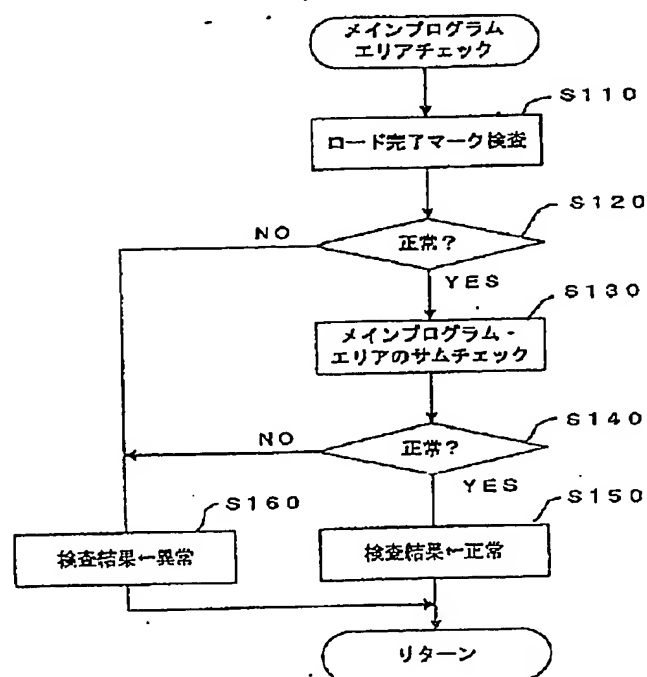 メインプログラム
エリアチェック
S110
ロード完了マーク検査
S120
NO
正常?
YES
S130
メインプログラム・
エリアのサムチェック
S140
NO
正常?
YES
S160
S150
検査結果←異常
検査結果←正常
リターン